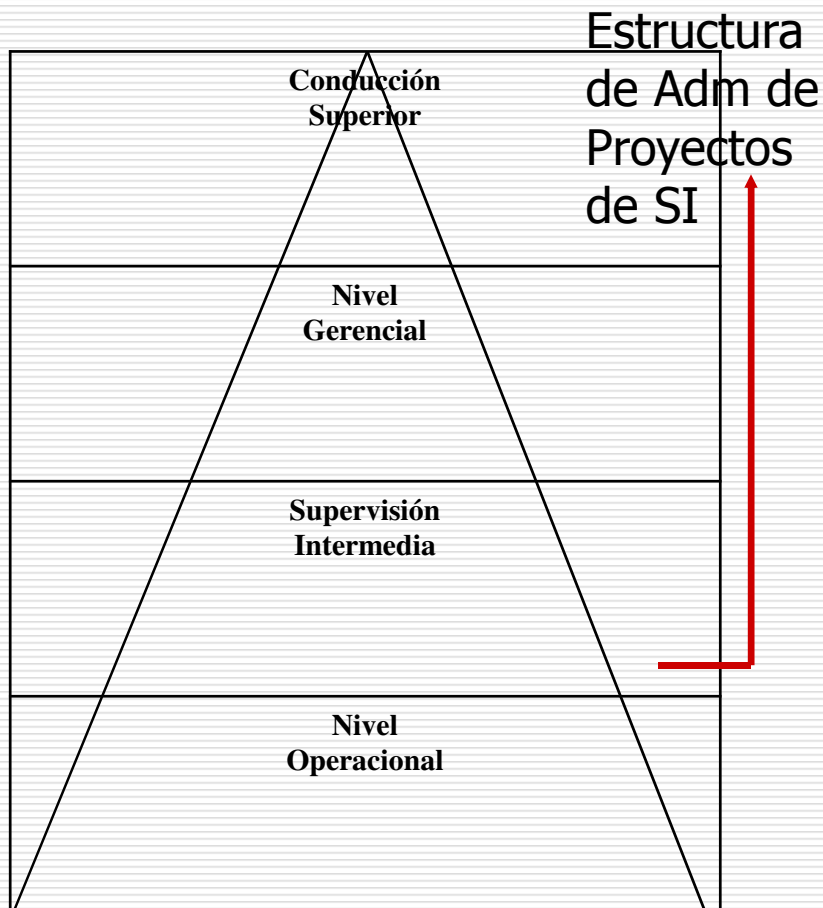 Estructura
de Adm de
Proyectos
de SI
Conducción
Superior
Nivel
Gerencial
Supervisión
Intermedia
Nivel
Operacional